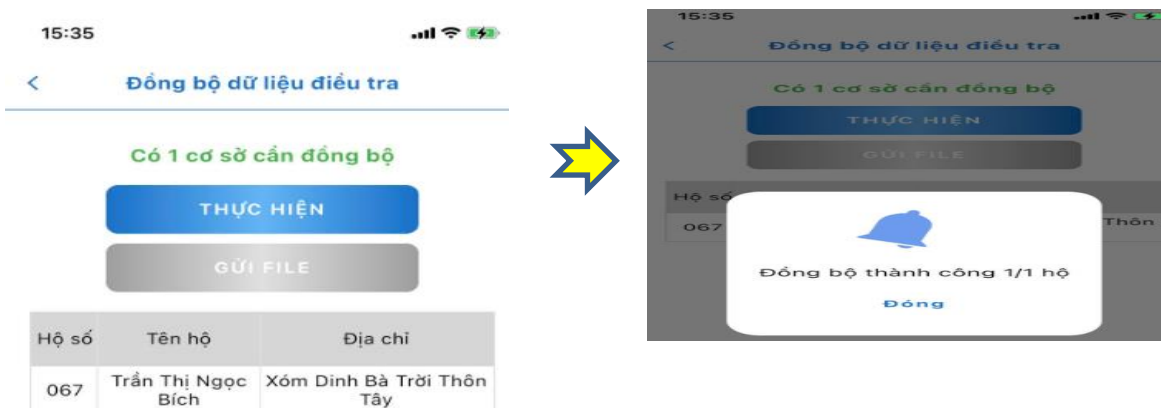 15:35
< Đồng bộ dữ liệu điều tra
Có 1 cơ sở cần đồng bộ
THỰC HIỆN
GỬI FILE
Hộ số Tên hộ Địa chỉ
067 Trần Thị Ngọc Bích Xóm Dinh Bà Trời Thôn Tây
15:35
< Đồng bộ dữ liệu điều tra
Có 1 cơ sở cần đồng bộ
THỰC HIỆN
GỬI FILE
Hộ số
067 Thôn
Đồng bộ thành công 1/1 hộ
Đóng